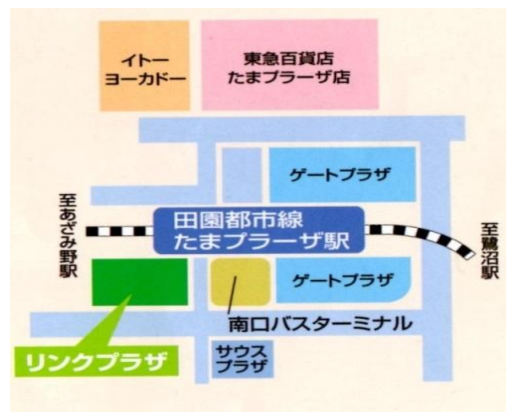 イトー
ヨーカドー
東急百貨店
たまプラーザ店
ゲートプラザ
至あざみ野駅
田園都市線
たまプラーザ駅
至鷺沼駅
ゲートプラザ
南口バスターミナル
リンクプラザ
サウス
プラザ